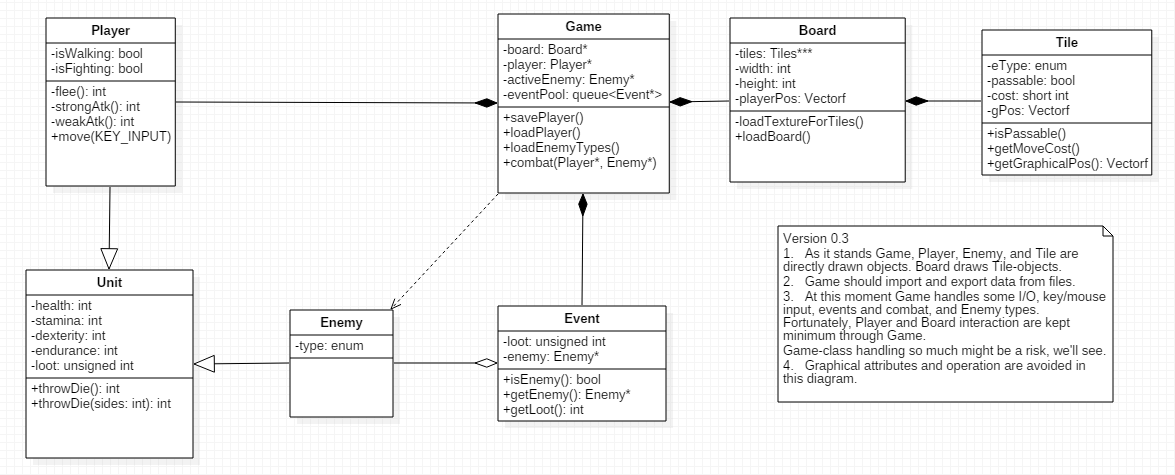 Player
-isWalking: bool
-isFighting: bool
-flee(): int
-strongAtk(): int
-weakAtk(): int
+move(KEY_INPUT)
Game
-board: Board*
-player: Player*
-activeEnemy: Enemy*
-eventPool: queue<Event*>
+savePlayer()
+loadPlayer()
+loadEnemyTypes()
+combat(Player*, Enemy*)
Board
-tiles: Tiles***
-width: int
-height: int
-playerPos: Vectorf
-loadTextureForTiles()
+loadBoard()
Tile
-eType: enum
-passable: bool
-cost: short int
-gPos: Vectorf
+isPassable()
+getMoveCost()
+getGraphicalPos(): Vectorf
Unit
-health: int
-stamina: int
-dexterity: int
-endurance: int
-loot: unsigned int
+throwDie(): int
+throwDie(sides: int): int
Enemy
-type: enum
Event
-loot: unsigned int
-enemy: Enemy*
+isEnemy(): bool
+getEnemy(): Enemy*
+getLoot(): int
Version 0.3
1. As it stands Game, Player, Enemy, and Tile are
directly drawn objects. Board draws Tile-objects.
2. Game should import and export data from files.
3. At this moment Game handles some I/O, key/mouse
input, events and combat, and Enemy types.
Fortunately, Player and Board interaction are kept
minimum through Game.
Game-class handling so much might be a risk, we'll see.
4. Graphical attributes and operation are avoided in
this diagram.